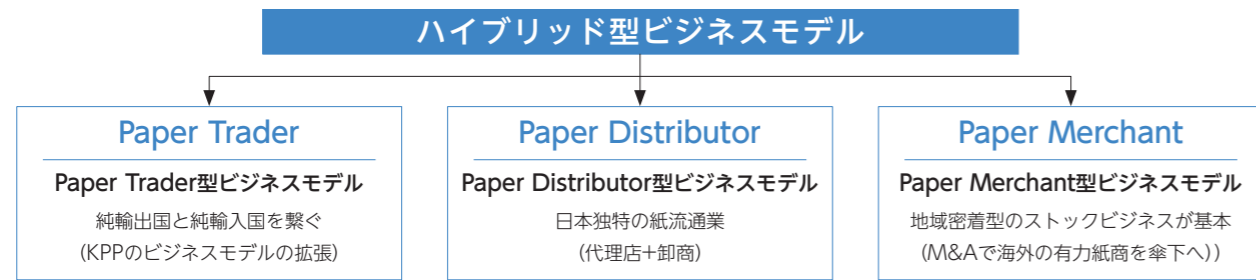 ハイブリッド型ビジネスモデル
Paper Trader
Paper Trader型ビジネスモデル
純輸出国と純輸入国を繋ぐ
(KPPのビジネスモデルの拡張)
Paper Distributor
Paper Distributor型ビジネスモデル
日本独特の紙流通業
(代理店+卸商)
Paper Merchant
Paper Merchant型ビジネスモデル
地域密着型のストックビジネスが基本
(M&Aで海外の有力紙商を傘下へ))